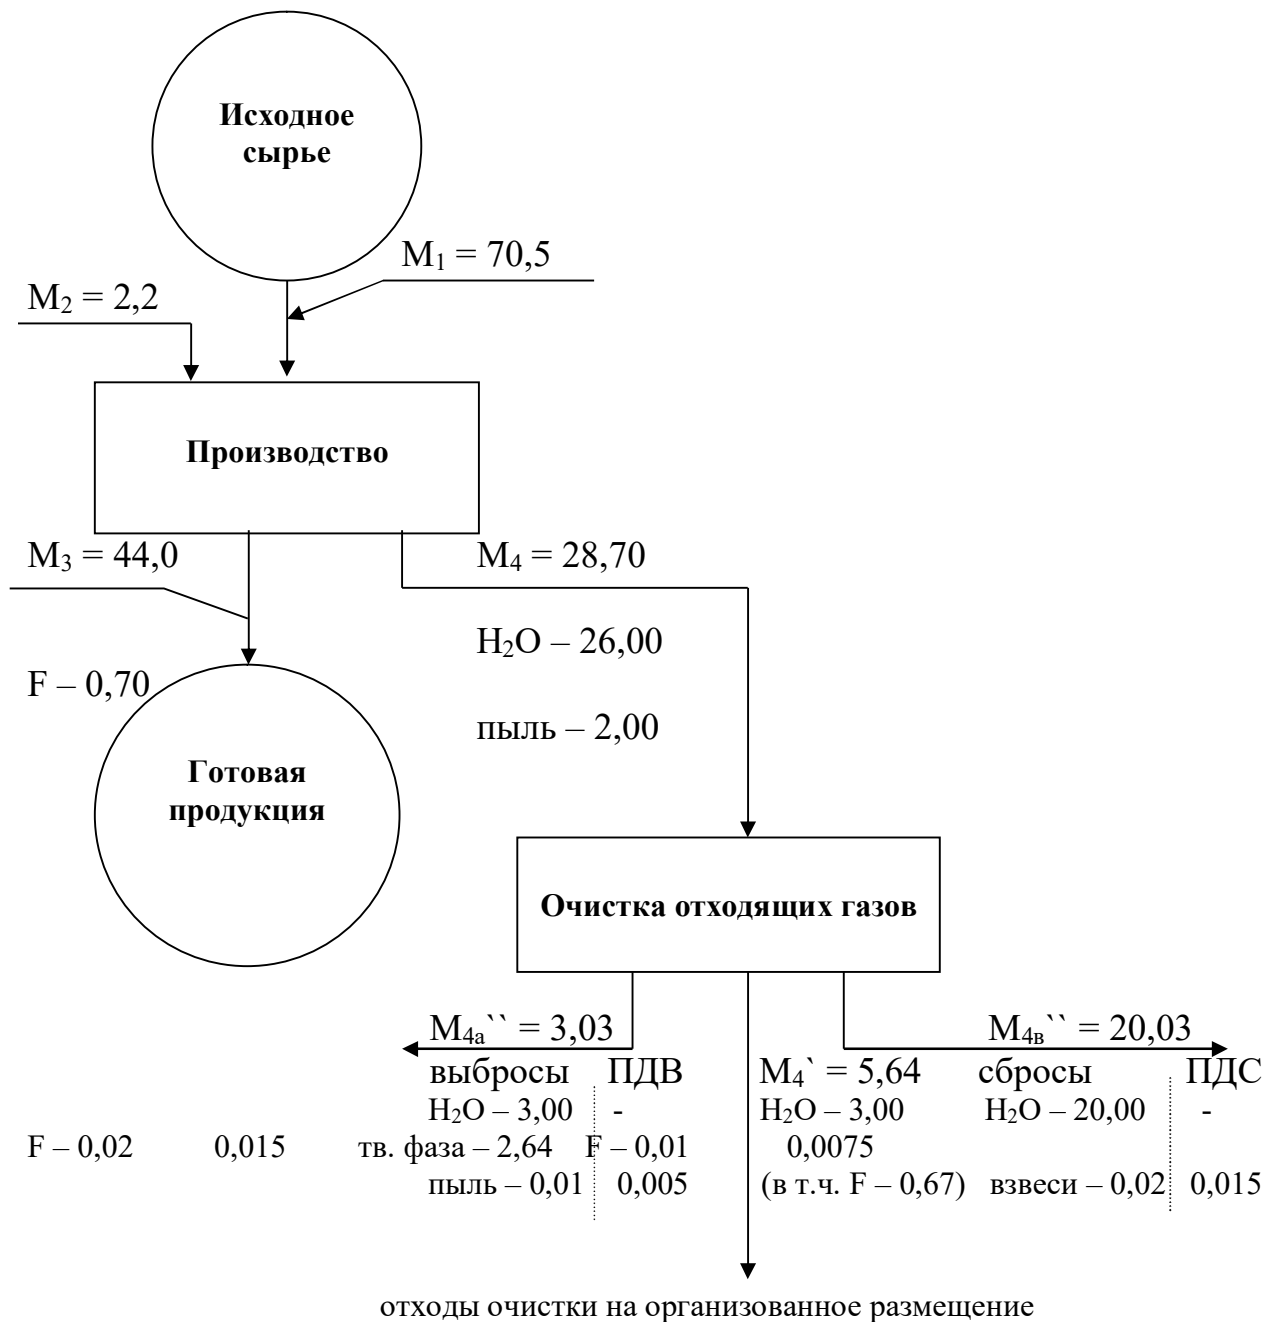 Исходное
сырье
M₁ = 70,5
M₂ = 2,2
Производство
M₃ = 44,0
M₄ = 28,70
H₂O – 26,00
F – 0,70
пыль – 2,00
Готовая
продукция
Очистка отходящих газов
M₄ₐ`` = 3,03
M₄в`` = 20,03
выбросы ПДВ M₄` = 5,64 сбросы ПДС
H₂O – 3,00 - H₂O – 3,00 H₂O – 20,00 -
F – 0,02 0,015 тв. фаза – 2,64 F – 0,01 0,0075
пыль – 0,01 0,005 (в т.ч. F – 0,67) взвеси – 0,02 0,015
отходы очистки на организованное размещение